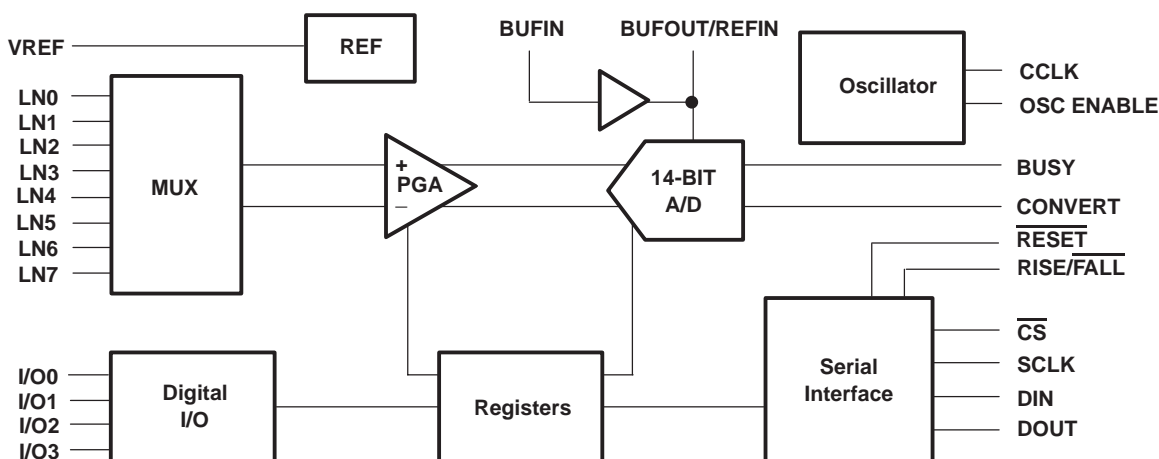 BUFIN
BUFOUT/REFIN
VREF
REF
Oscillator
CCLK
OSC ENABLE
LN0
LN1
LN2
LN3
LN4
LN5
LN6
LN7
MUX
+
PGA
–
14-BIT
A/D
BUSY
CONVERT
RESET
RISE/FALL
I/O0
I/O1
I/O2
I/O3
Digital
I/O
Registers
Serial
Interface
CS
SCLK
DIN
DOUT